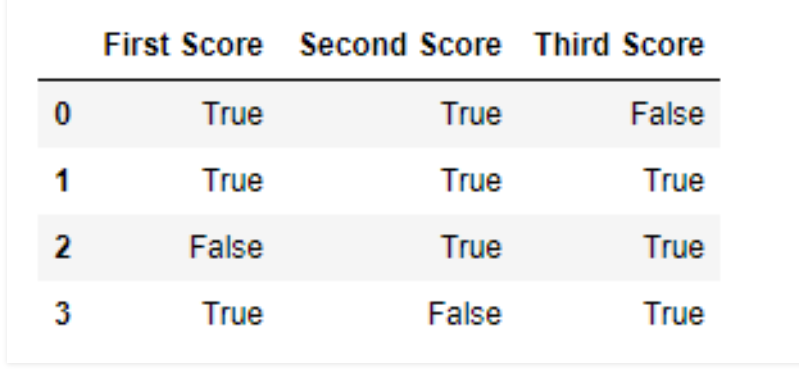 First Score Second Score Third Score
0 True True False
1 True True True
2 False True True
3 True False True